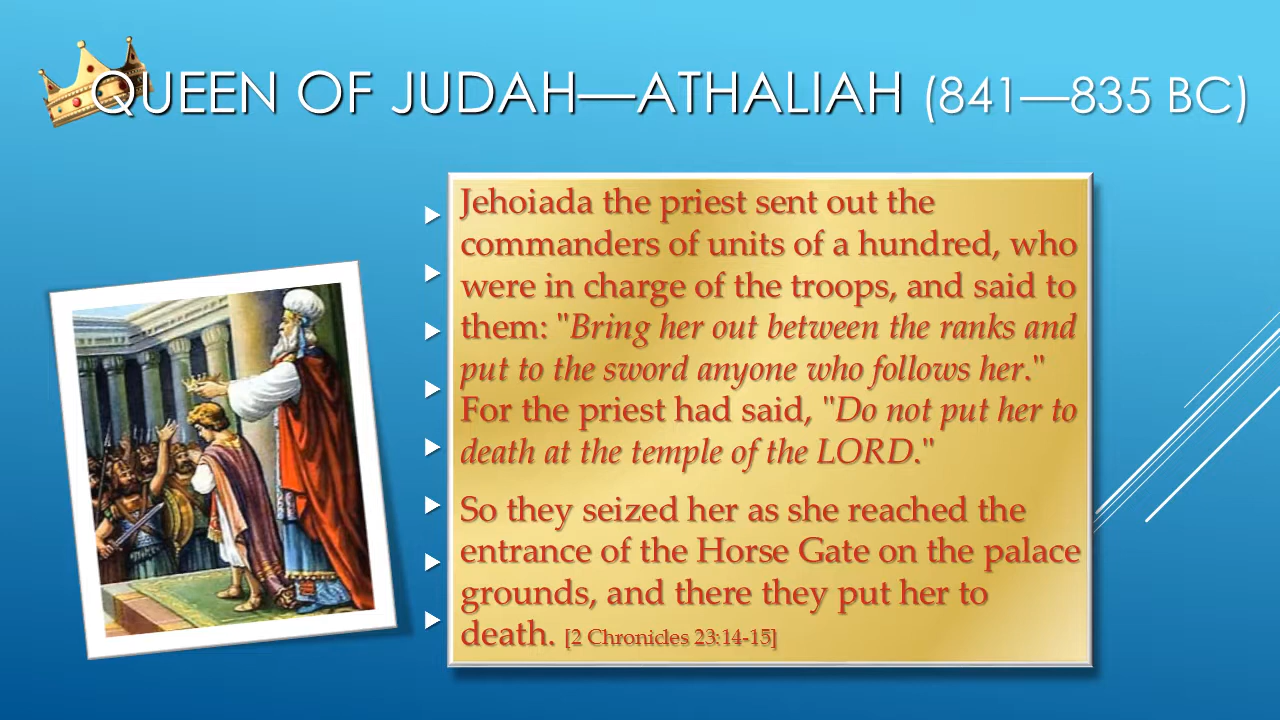 QUEEN OF JUDAH—ATHALIAH (841—835 BC)
Jehoiada the priest sent out the
commanders of units of a hundred, who
were in charge of the troops, and said to
them: "Bring her out between the ranks and
put to the sword anyone who follows her."
For the priest had said, "Do not put her to
death at the temple of the LORD."
So they seized her as she reached the
entrance of the Horse Gate on the palace
grounds, and there they put her to
death. [2 Chronicles 23:14-15]